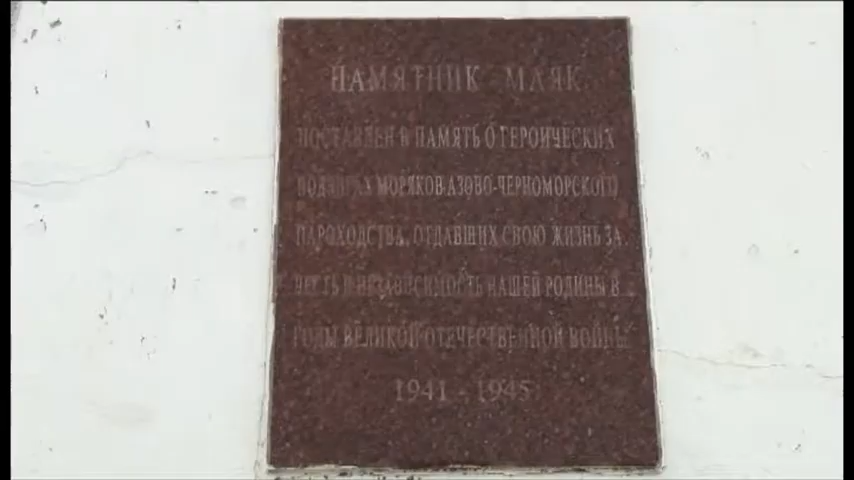 ПАМЯТНИК МАЯК
ПОСТАВЛЕН В ПАМЯТЬ О ГЕРОИЧЕСКИХ
ПОДВИГАХ МОРЯКОВ АЗОВО-ЧЕРНОМОРСКОГО
ПАРОХОДСТВА, ОТДАВШИХ СВОЮ ЖИЗНЬ ЗА
ЧЕСТЬ И НЕЗАВИСИМОСТЬ НАШЕЙ РОДИНЫ В
ГОДЫ ВЕЛИКОЙ ОТЕЧЕСТВЕННОЙ ВОЙНЫ
1941 - 1945